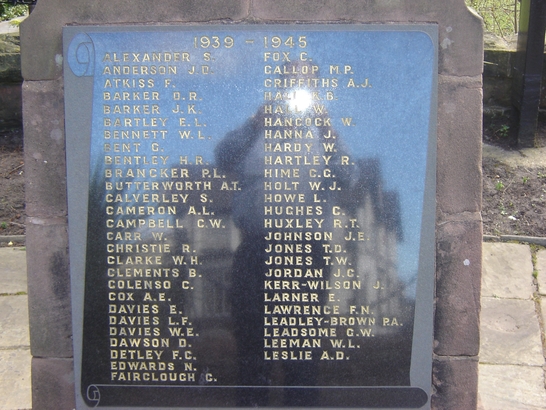 1939 - 1945
ALEXANDER S.
ANDERSON J.D.
ATKISS F.
BARKER O.R.
BARKER J.K.
BARTLEY E.L.
BENNETT W.L.
BENT G.
BENTLEY H.R.
BRANCKER P.L.
BUTTERWORTH A.T.
CALVERLEY S.
CAMERON A.L.
CAMPBELL C.W.
CARR W.
CHRISTIE R.
CLARKE W.H.
CLEMENTS B.
COLENSO C.
COX A.E.
DAVIES E.
DAVIES L.F.
DAVIES W.E.
DAWSON D.
DETLEY F.C.
EDWARDS N.
FAIRCLOUGH C.
FOX C.
GALLOP M.P.
GRIFFITHS A.J.
HALL
HALL W.
HANCOCK W.
HANNA J.
HARDY W.
HARTLEY R.
HIME C.G.
HOLT W.J.
HOWE L.
HUGHES C.
HUXLEY R.T.
JOHNSON J.E.
JONES T.D.
JONES T.W.
JORDAN J.C.
KERR-WILSON J.
LARNER E.
LAWRENCE F.N.
LEADLEY-BROWN P.A.
LEADSOME G.W.
LEEMAN W.L.
LESLIE A.D.